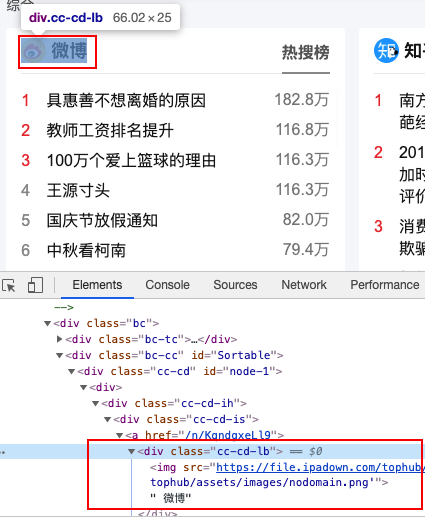 综合
div.cc-cd-lb 66.02 × 25
微博 热搜榜
1 具惠善不想离婚的原因 182.8万
2 教师工资排名提升 116.8万
3 100万个爱上篮球的理由 116.3万
4 王源寸头 116.3万
5 国庆节放假通知 82.0万
6 中秋看柯南 79.4万
知
1 南方
葩经
2 201
加时
评价
3 消费
欺骗
Elements Console Sources Network Performance
-->
▼<div class="bc">
▶<div class="bc-tc">…</div>
▼<div class="bc-cc" id="Sortable">
▼<div class="cc-cd" id="node-1">
▼<div>
▼<div class="cc-cd-ih">
▼<div class="cc-cd-is">
▼<a href="/n/KqndgxeLl9">
… ▼<div class="cc-cd-lb"> == $0
<img src="https://file.ipadown.com/tophub/
tophub/assets/images/nodomain.png'">
" 微博"
</div>